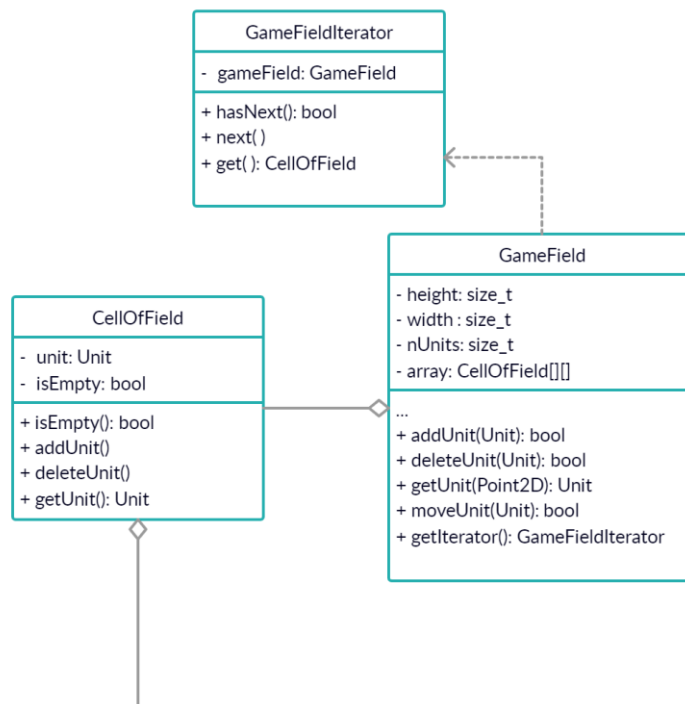 GameFieldIterator
- gameField: GameField
+ hasNext(): bool
+ next( )
+ get( ): CellOfField
GameField
- height: size_t
- width : size_t
- nUnits: size_t
- array: CellOfField[][]
...
+ addUnit(Unit): bool
+ deleteUnit(Unit): bool
+ getUnit(Point2D): Unit
+ moveUnit(Unit): bool
+ getIterator(): GameFieldIterator
CellOfField
- unit: Unit
- isEmpty: bool
+ isEmpty(): bool
+ addUnit()
+ deleteUnit()
+ getUnit(): Unit